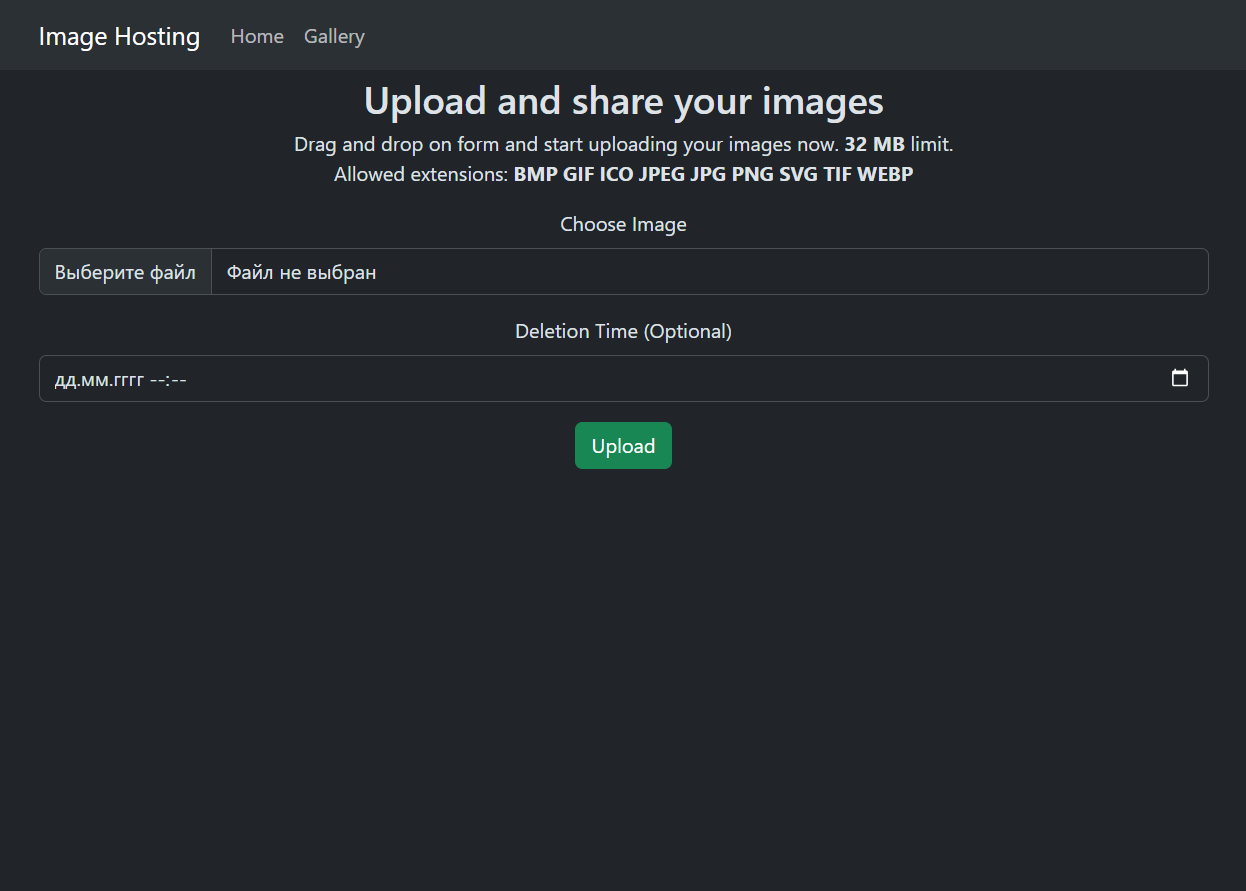 Image Hosting Home Gallery
Upload and share your images
Drag and drop on form and start uploading your images now. 32 MB limit.
Allowed extensions: BMP GIF ICO JPEG JPG PNG SVG TIF WEBP
Choose Image
Выберите файл Файл не выбран
Deletion Time (Optional)
дд.мм.гггг --:--
Upload